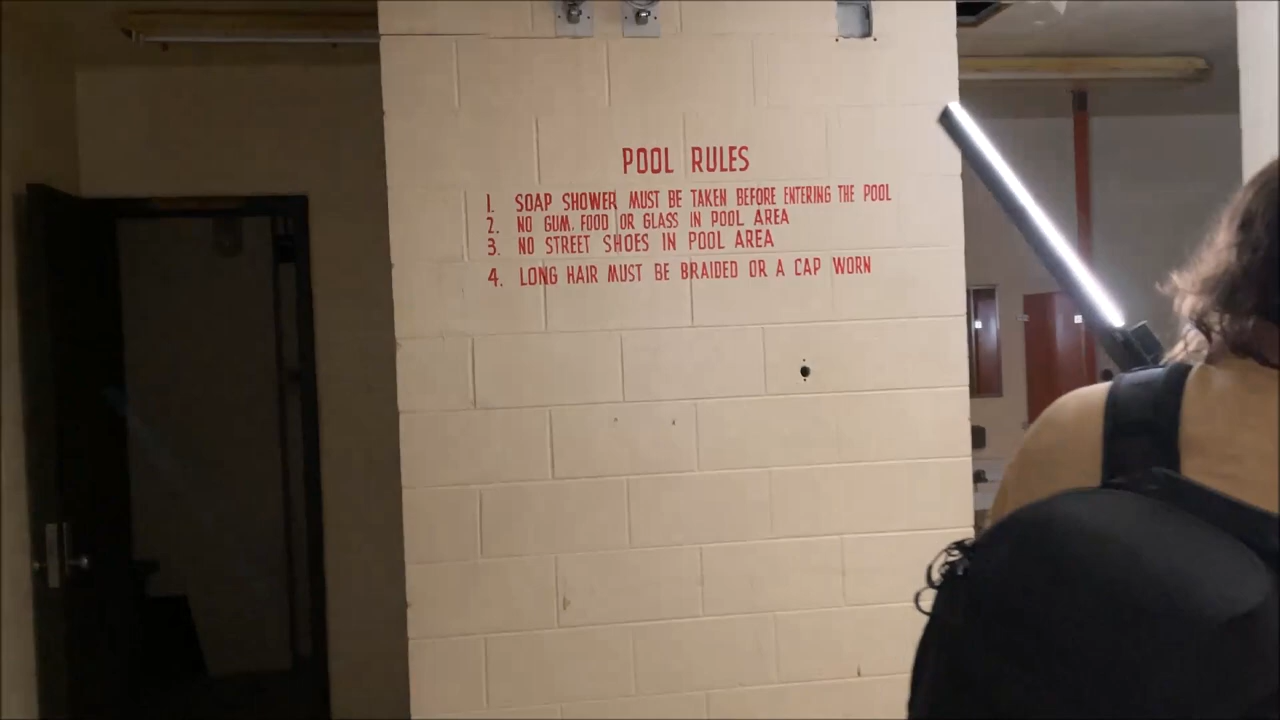 POOL RULES
1. SOAP SHOWER MUST BE TAKEN BEFORE ENTERING THE POOL
2. NO GUM, FOOD OR GLASS IN POOL AREA
3. NO STREET SHOES IN POOL AREA
4. LONG HAIR MUST BE BRAIDED OR A CAP WORN